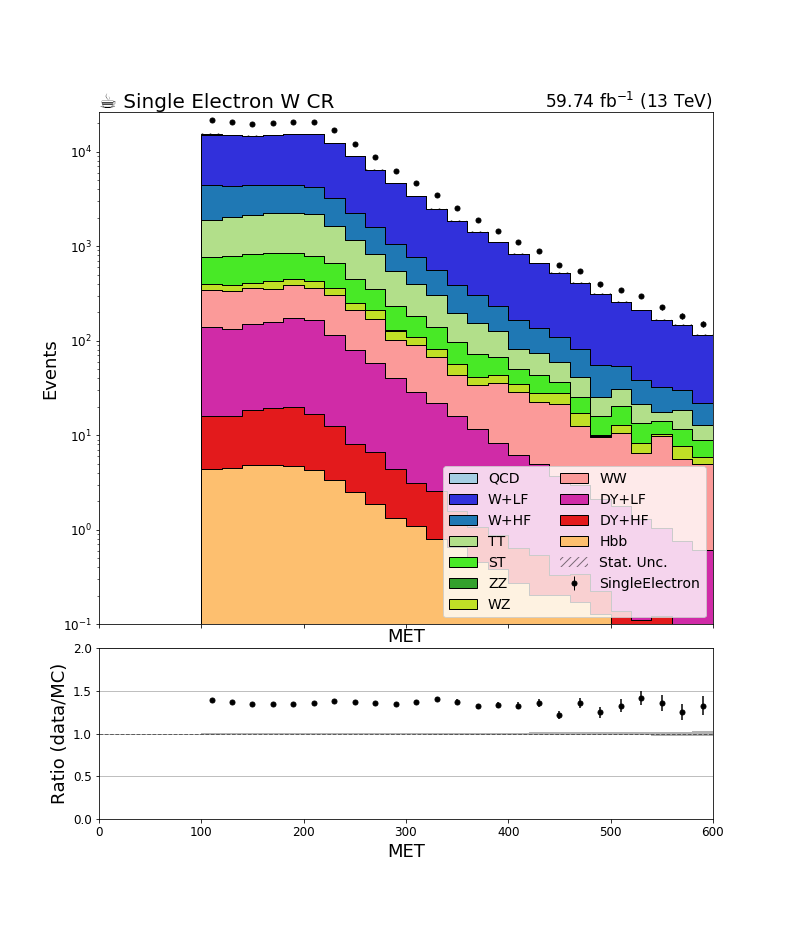 ☕ Single Electron W CR 59.74 fb⁻¹ (13 TeV)
Events
10⁴
10³
10²
10¹
10⁰
10⁻¹
QCD WW
W+LF DY+LF
W+HF DY+HF
TT Hbb
ST Stat. Unc.
ZZ SingleElectron
WZ
MET
Ratio (data/MC)
2.0
1.5
1.0
0.5
0.0
0 100 200 300 400 500 600
MET